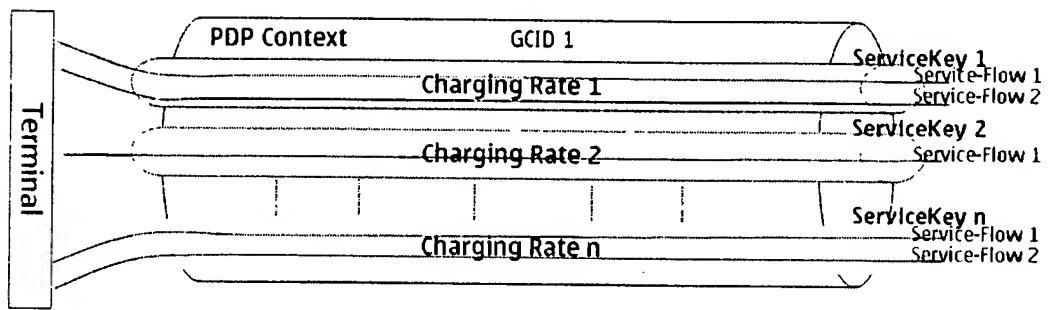 PDP Context GCID 1
ServiceKey 1
Service-Flow 1
Charging Rate 1
Service-Flow 2
ServiceKey 2
Charging Rate 2
Service-Flow 1
Terminal
ServiceKey n
Service-Flow 1
Charging Rate n
Service-Flow 2